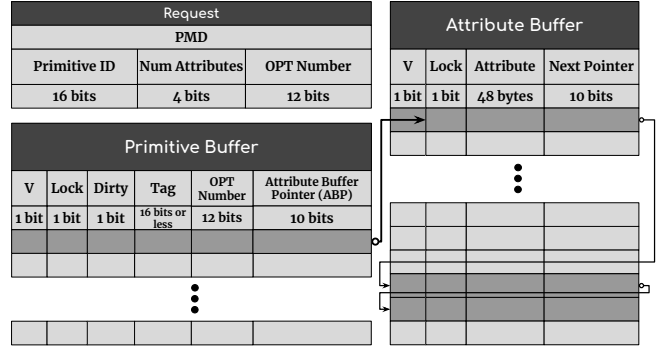 Request
PMD
Primitive ID Num Attributes OPT Number
16 bits 4 bits 12 bits
Primitive Buffer
V Lock Dirty Tag OPT Number Attribute Buffer Pointer (ABP)
1 bit 1 bit 1 bit 16 bits or less 12 bits 10 bits
Attribute Buffer
V Lock Attribute Next Pointer
1 bit 1 bit 48 bytes 10 bits